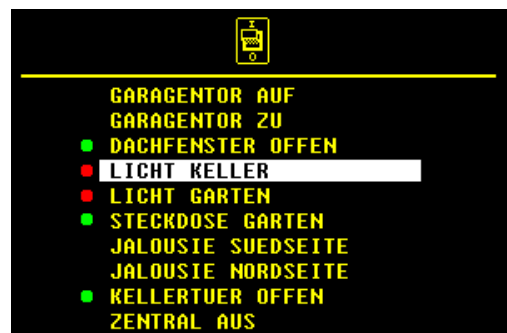 I
O
GARAGENTOR AUF
GARAGENTOR ZU
DACHFENSTER OFFEN
LICHT KELLER
LICHT GARTEN
STECKDOSE GARTEN
JALOUSIE SUEDSEITE
JALOUSIE NORDSEITE
KELLERTUER OFFEN
ZENTRAL AUS